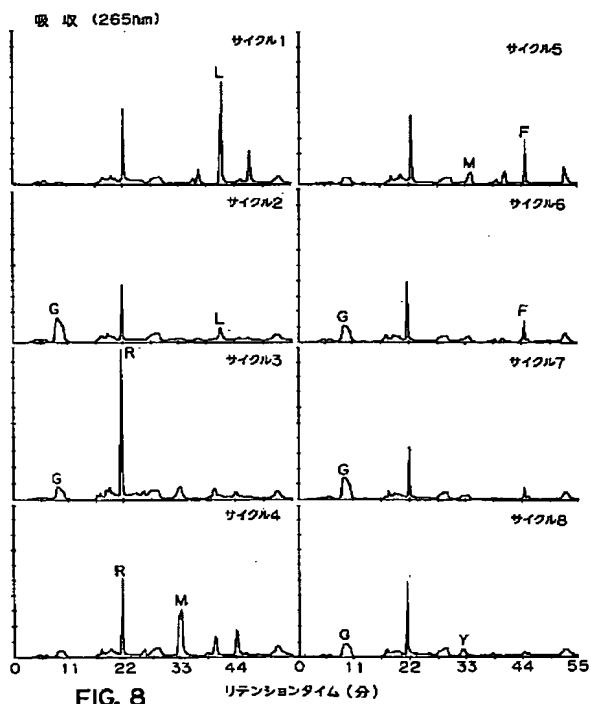 吸 収 (265nm)
サイクル1
L
サイクル2
G
L
サイクル3
G
R
サイクル4
R
M
サイクル5
M
F
サイクル6
G
F
サイクル7
G
サイクル8
G
Y
0 11 22 33 44 0 11 22 33 44 55
リテンションタイム (分)
FIG. 8